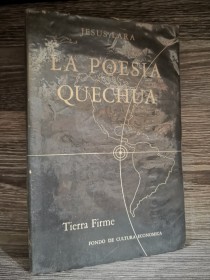 JESUS LARA
LA POESIA
QUECHUA
Tierra Firme
FONDO DE CULTURA ECONOMICA